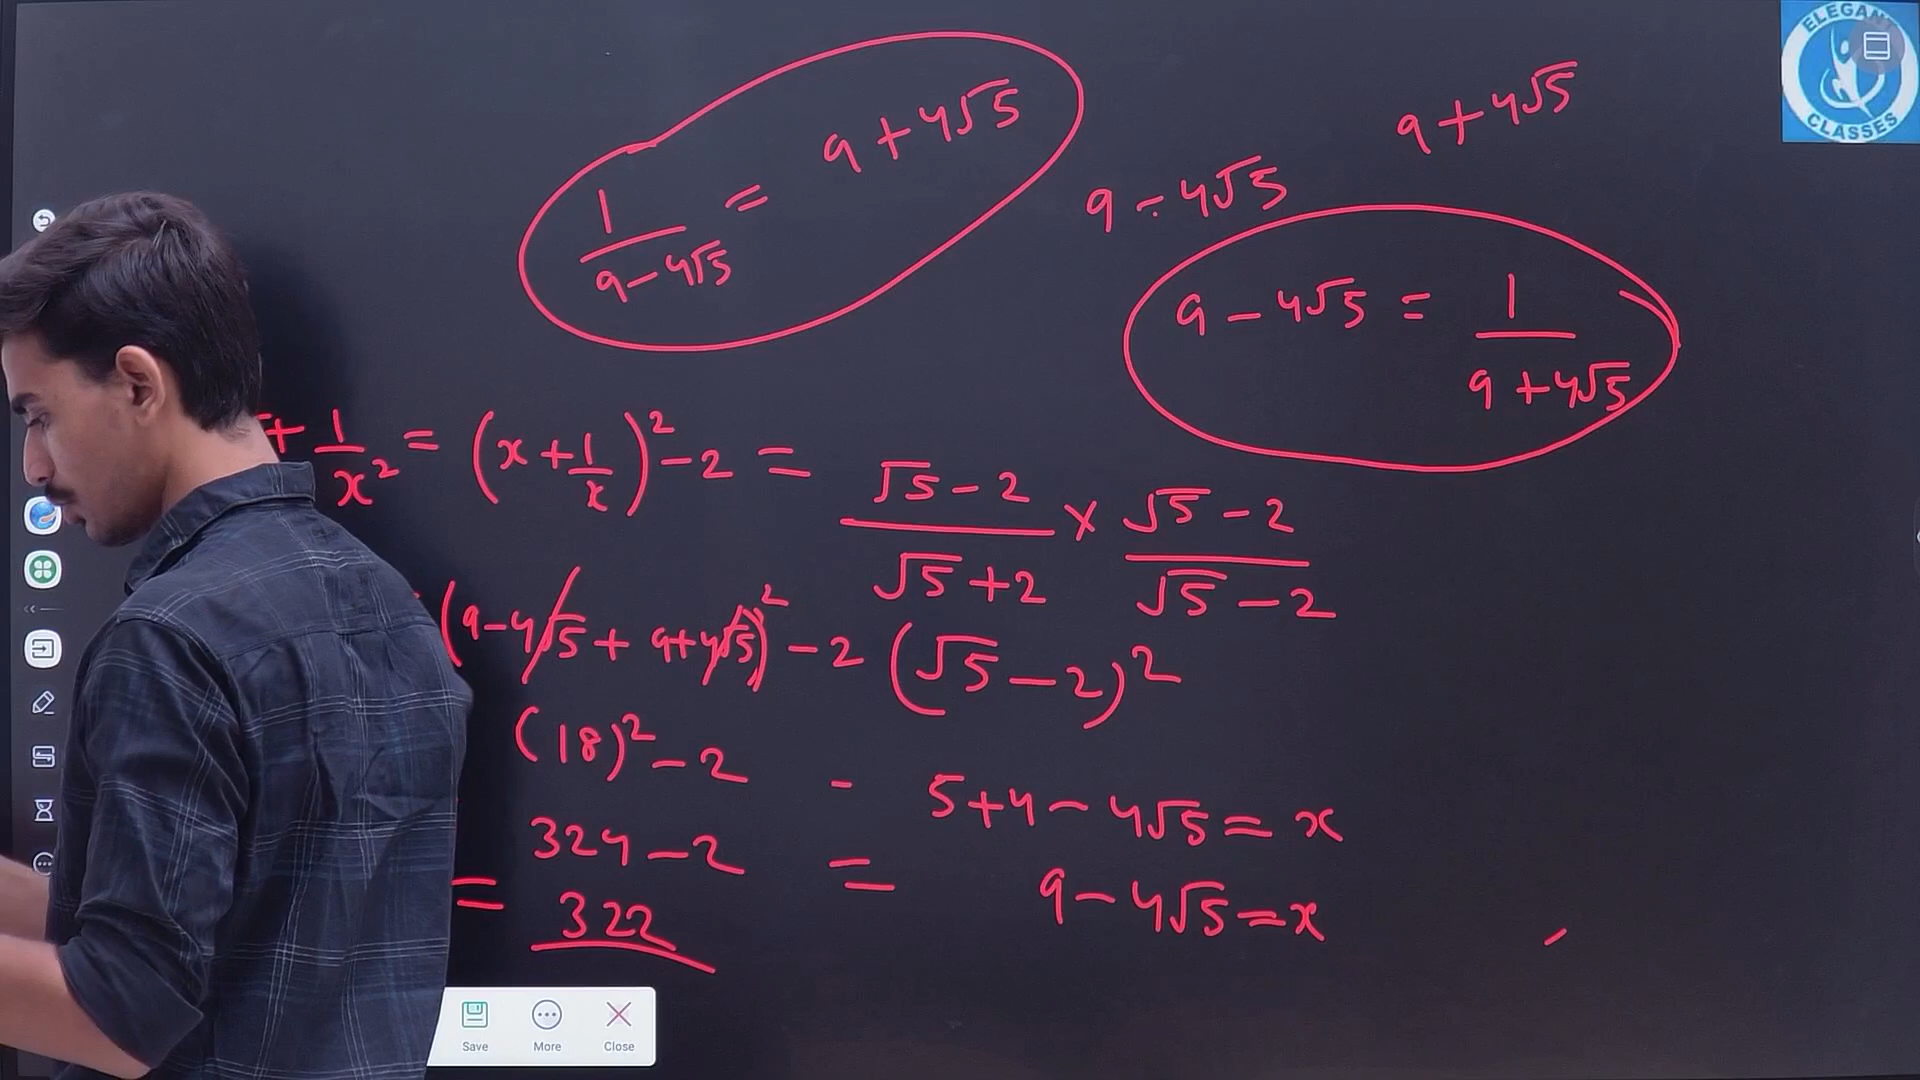 ELEGANT CLASSES
9+4√5
1/(9-4√5) = 9+4√5
9-4√5
9-4√5 = 1/(9+4√5)
+ 1/x² = (x+1/x)² -2 =
(√5-2)/(√5+2) × (√5-2)/(√5-2)
(9-4√5 + 9+4√5)² -2
(√5-2)²
(18)² -2
- 5+4-4√5 = x
324-2
= 9-4√5 = x
= 322
Save More Close